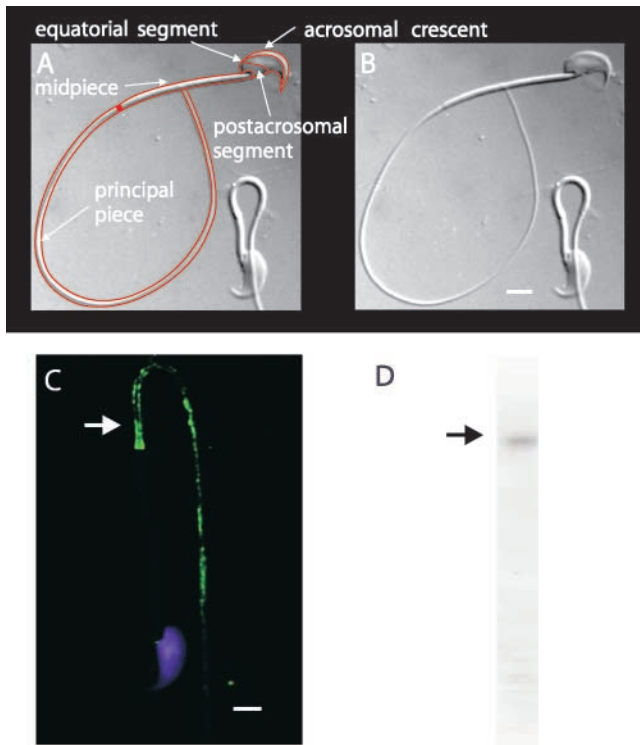 equatorial segment
acrosomal crescent
A
B
midpiece
postacrosomal
segment
principal
piece
C
D